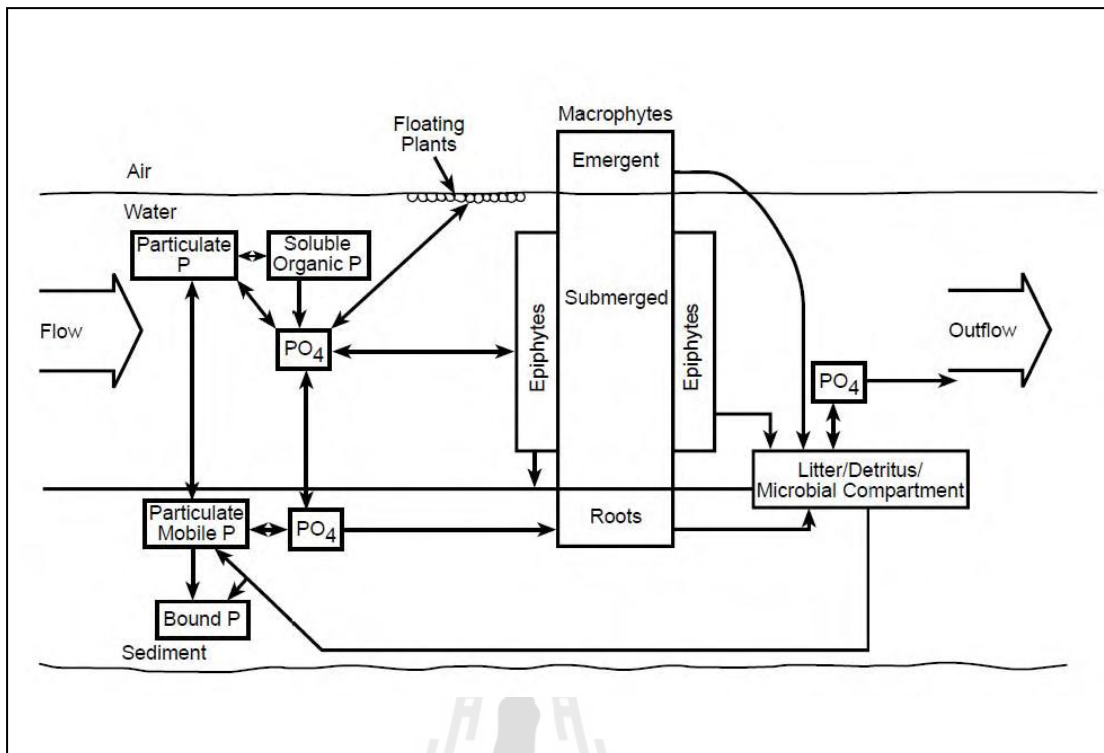 Macrophytes
Floating
Plants
Emergent
Air
Water
Particulate
P
Soluble
Organic P
Submerged
Flow
Epiphytes
Epiphytes
Outflow
PO4
PO4
Litter/Detritus/
Microbial Compartment
Particulate
Mobile P
PO4
Roots
Bound P
Sediment